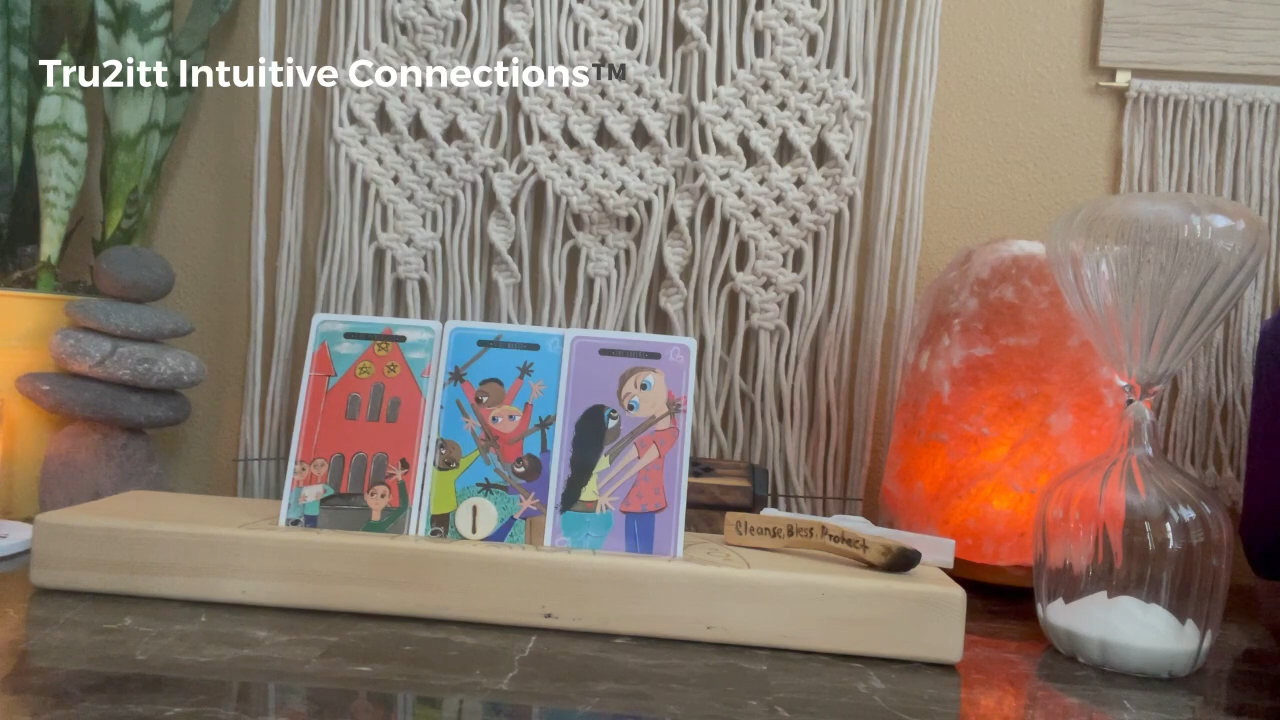 Tru2itt Intuitive Connections™
Cleanse, Bless, Protect